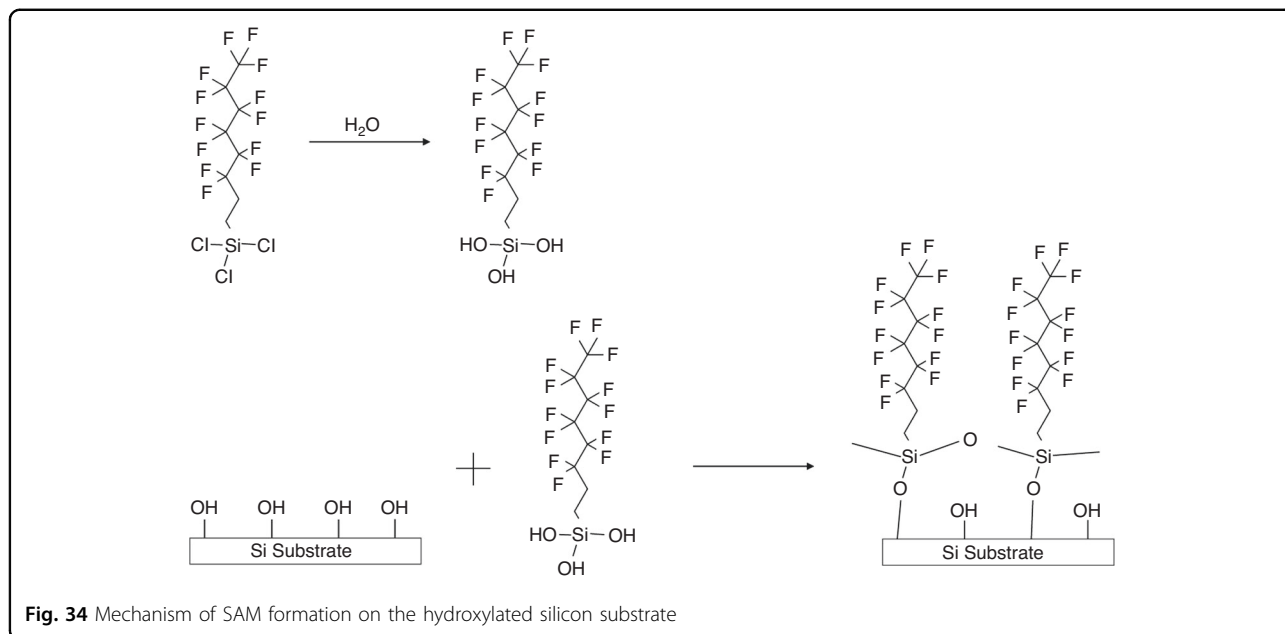 F F
F F
F F
F F
F F
F F
F
Cl Si Cl
Cl
H₂O
F F
F F
F F
F F
F F
F F
F
HO Si OH
OH
OH OH OH OH
Si Substrate
F F
F F
F F
F F
F F
F F
F
HO Si OH
OH
F F
F F
F F
F F
F F
F F
F
Si O
O
F F
F F
F F
F F
F F
F F
F
Si
O
OH OH
Si Substrate
Fig. 34 Mechanism of SAM formation on the hydroxylated silicon substrate